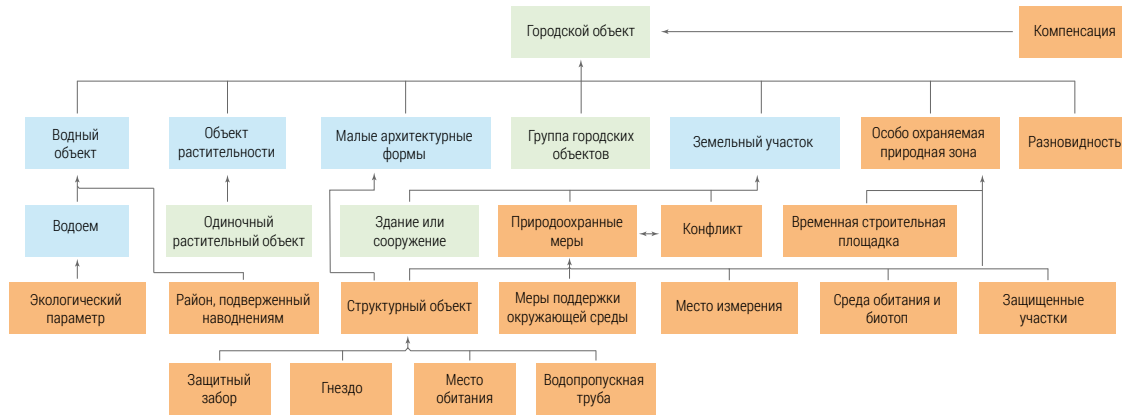 Городской объект
Компенсация
Водный
объект
Объект
растительности
Малые архитектурные
формы
Группа городских
объектов
Земельный участок
Особо охраняемая
природная зона
Разновидность
Водоем
Одиночный
растительный объект
Здание или
сооружение
Природоохранные
меры
Конфликт
Временная строительная
площадка
Экологический
параметр
Район, подверженный
наводнениям
Структурный объект
Меры поддержки
окружающей среды
Место измерения
Среда обитания и
биотоп
Защищенные
участки
Защитный
забор
Гнездо
Место
обитания
Водопропускная
труба